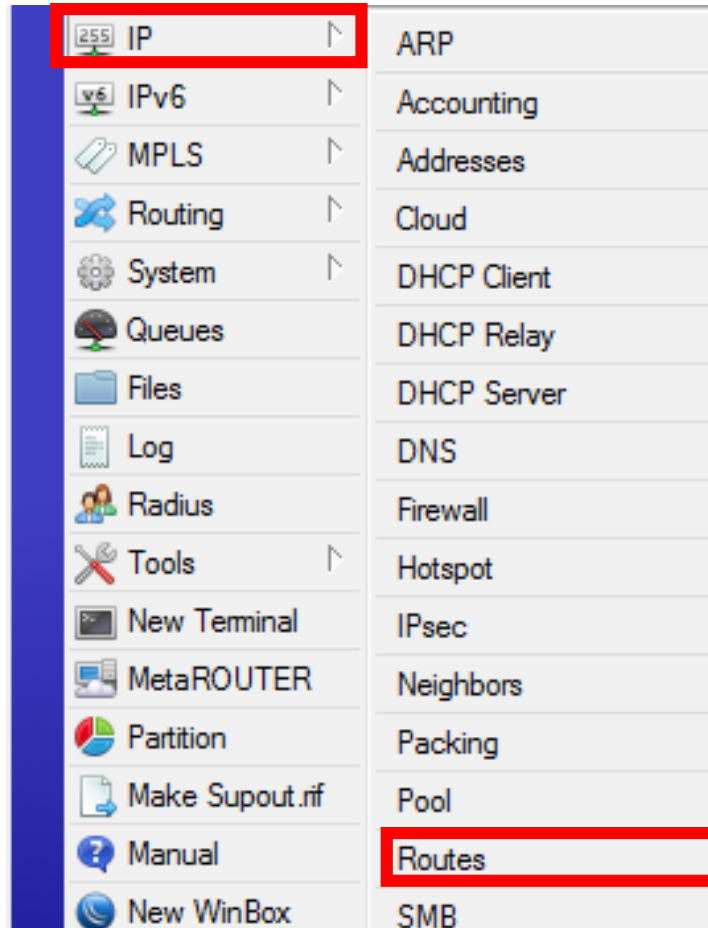 255 IP
v6 IPv6
MPLS
Routing
System
Queues
Files
Log
Radius
Tools
New Terminal
MetaROUTER
Partition
Make Supout.rif
Manual
New WinBox
ARP
Accounting
Addresses
Cloud
DHCP Client
DHCP Relay
DHCP Server
DNS
Firewall
Hotspot
IPsec
Neighbors
Packing
Pool
Routes
SMB